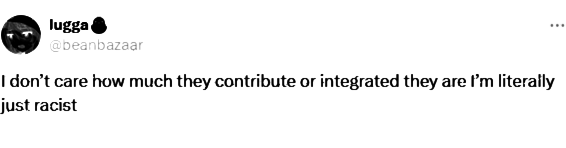 lugga
@beanbazaar
I don't care how much they contribute or integrated they are I'm literally
just racist